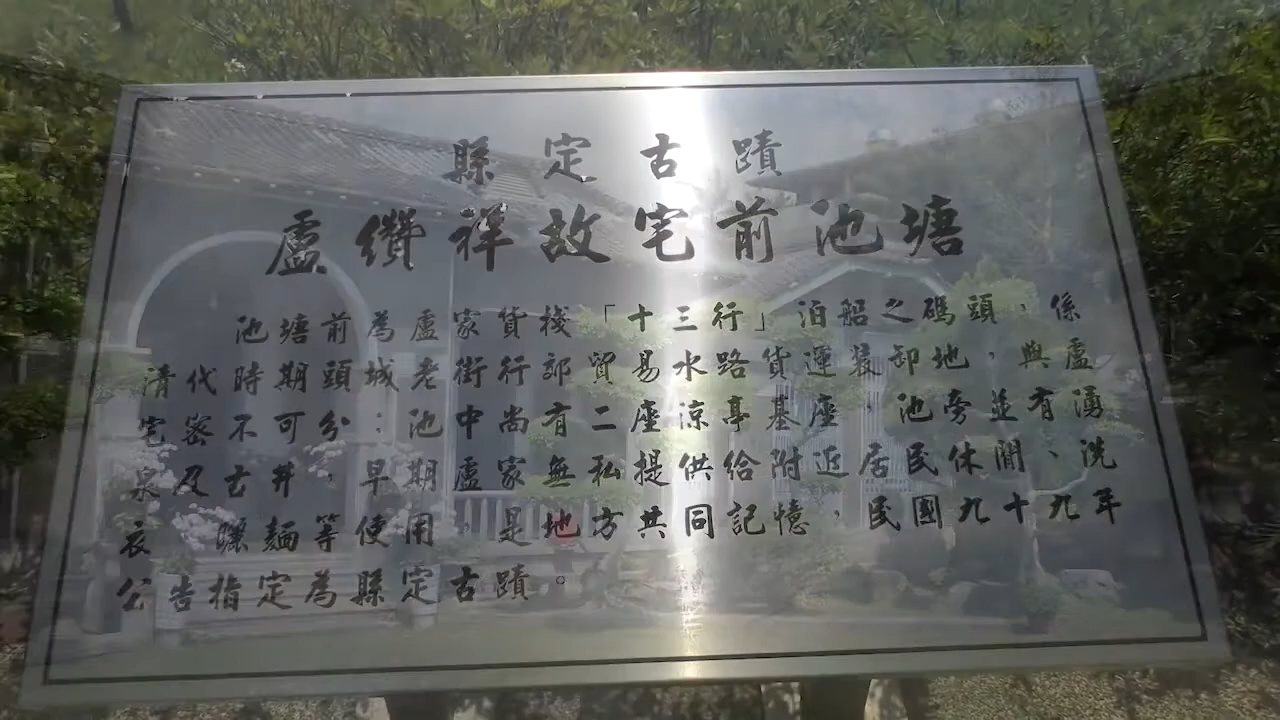 縣定古蹟
盧纘祥故宅前池塘
池塘前為盧家貨棧「十三行」泊船之碼頭，係
清代時期頭城老街行郊貿易水路貨運裝卸地，與盧
宅密不可分；池中尚有二座涼亭基座，池旁並有湧
泉及古井，早期盧家無私提供給附近居民休閒、洗
衣、曬麵等使用，是地方共同記憶，民國九十九年
公告指定為縣定古蹟。